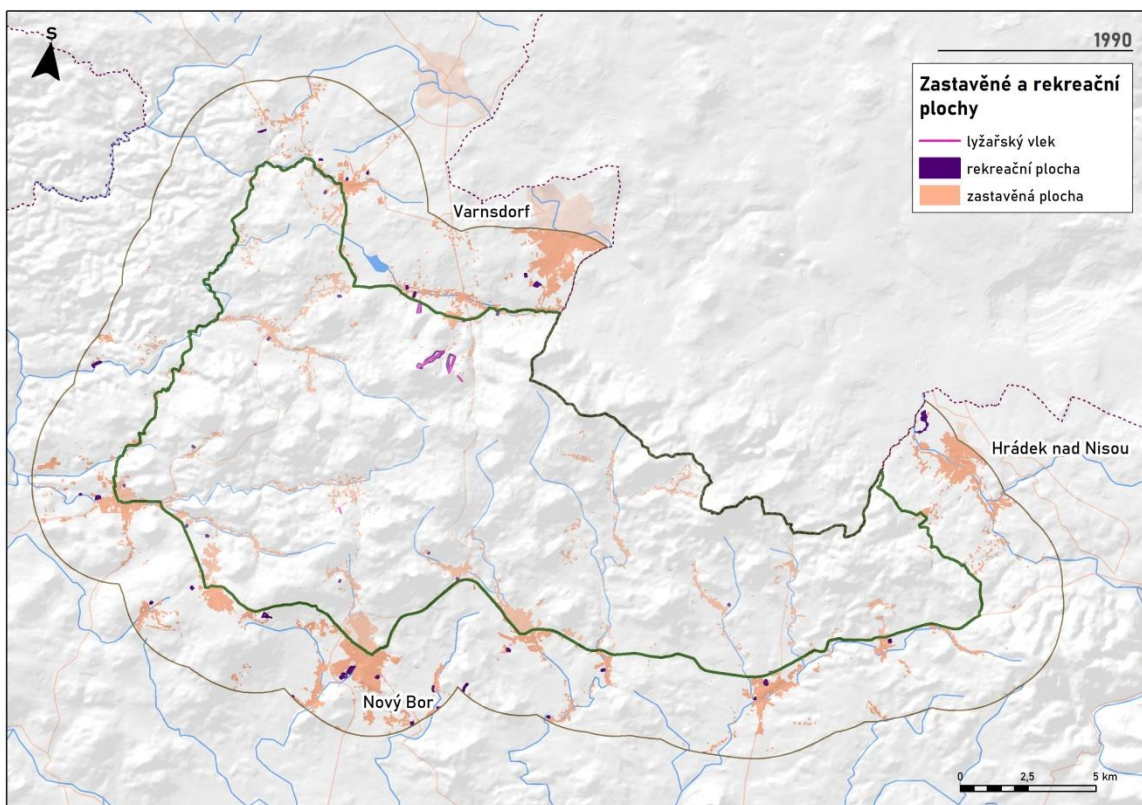 S
1990
Zastavěné a rekreační
plochy
lyžařský vlek
rekreační plocha
zastavěná plocha
Varnsdorf
Hrádek nad Nisou
Nový Bor
0 2,5 5 km